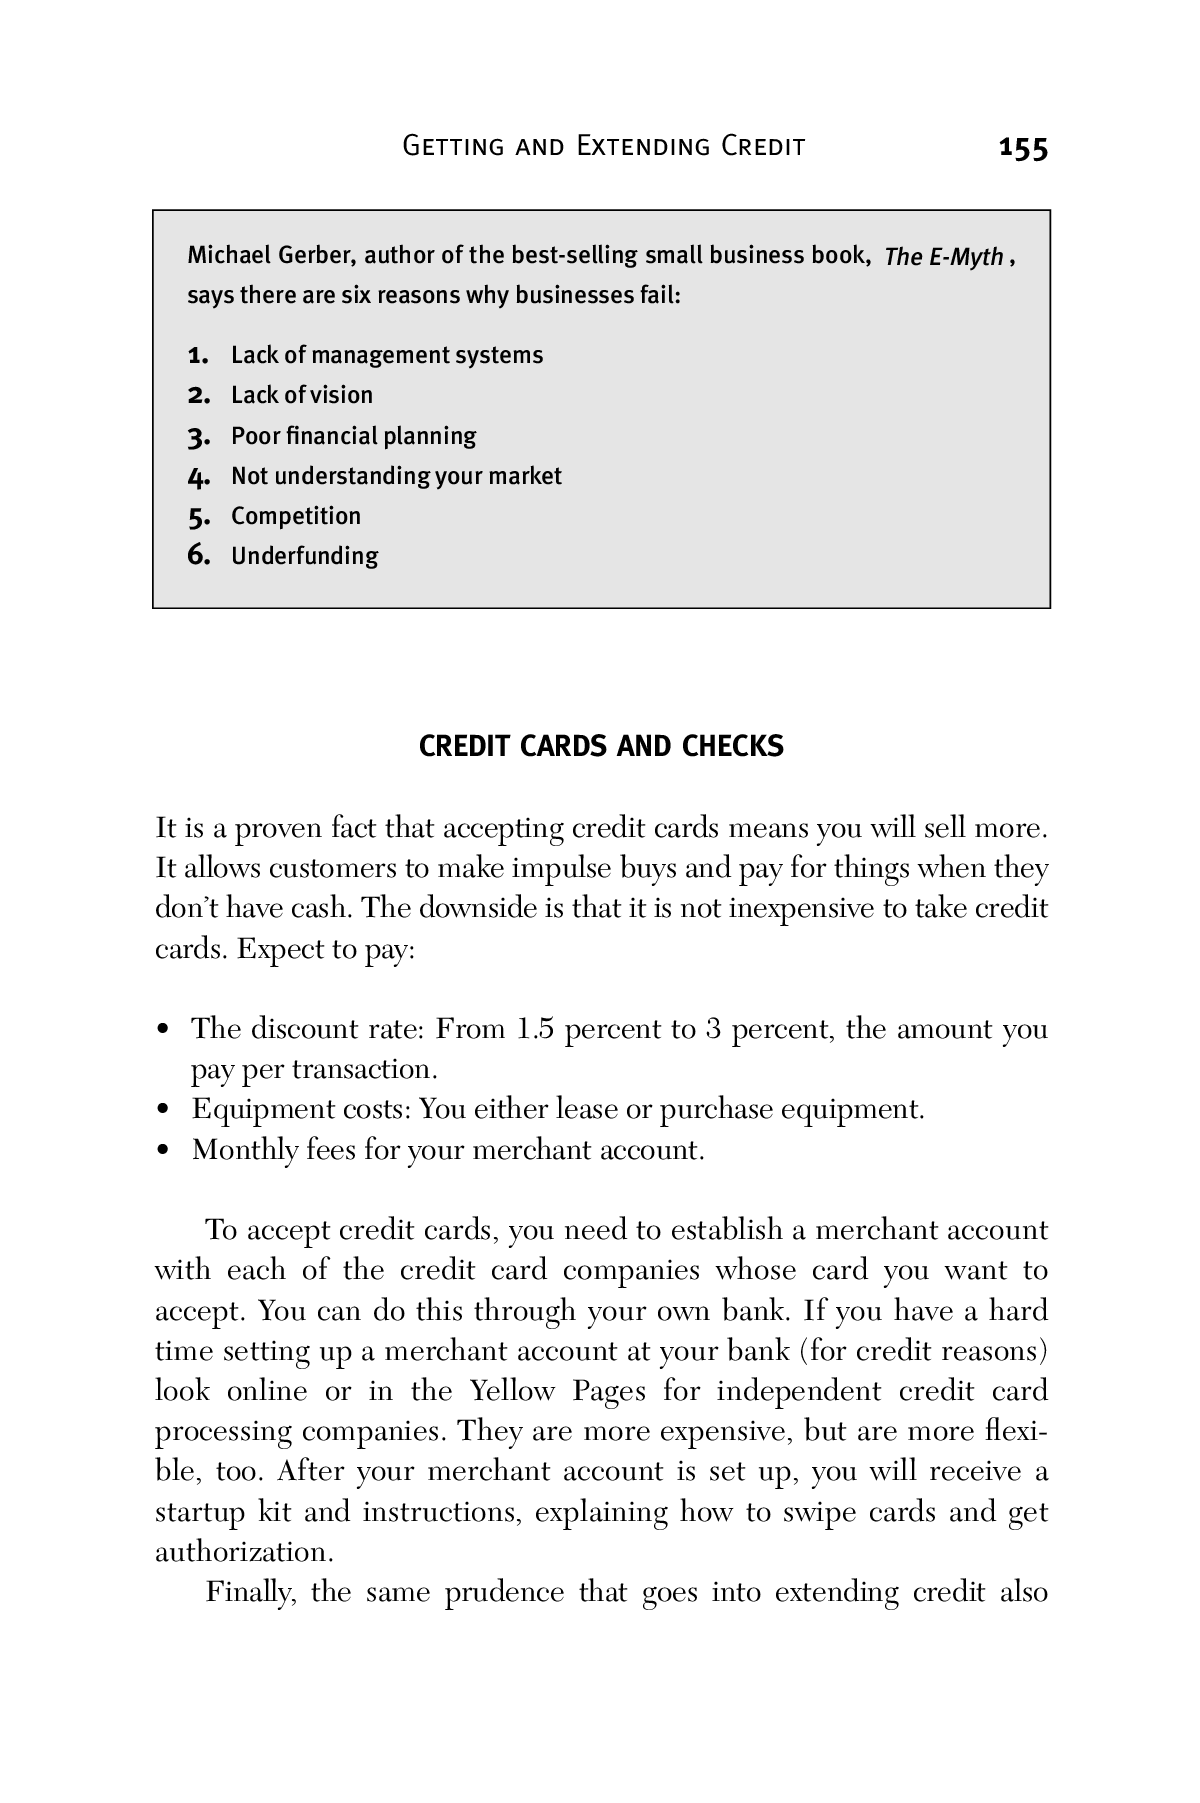 Getting and Extending Credit 155
Michael Gerber, author of the best-selling small business book, The E-Myth,
says there are six reasons why businesses fail:
1. Lack of management systems
2. Lack of vision
3. Poor financial planning
4. Not understanding your market
5. Competition
6. Underfunding
CREDIT CARDS AND CHECKS
It is a proven fact that accepting credit cards means you will sell more.
It allows customers to make impulse buys and pay for things when they
don’t have cash. The downside is that it is not inexpensive to take credit
cards. Expect to pay:
• The discount rate: From 1.5 percent to 3 percent, the amount you
pay per transaction.
• Equipment costs: You either lease or purchase equipment.
• Monthly fees for your merchant account.
To accept credit cards, you need to establish a merchant account
with each of the credit card companies whose card you want to
accept. You can do this through your own bank. If you have a hard
time setting up a merchant account at your bank (for credit reasons)
look online or in the Yellow Pages for independent credit card
processing companies. They are more expensive, but are more flexi-
ble, too. After your merchant account is set up, you will receive a
startup kit and instructions, explaining how to swipe cards and get
authorization.
Finally, the same prudence that goes into extending credit also